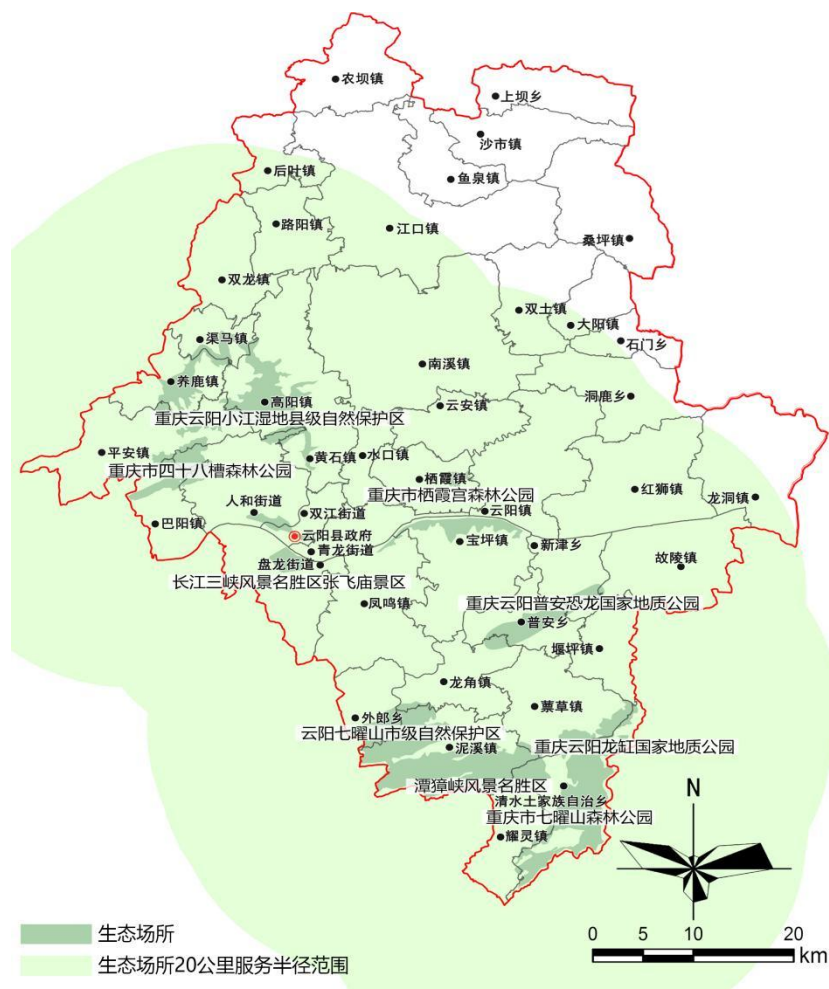 农坝镇
上坝乡
沙市镇
后叶镇
鱼泉镇
路阳镇
江口镇
桑坪镇
双龙镇
双土镇
大阳镇
渠马镇
石门乡
南溪镇
养鹿镇
洞鹿乡
高阳镇
云安镇
重庆云阳小江湿地县级自然保护区
平安镇
黄石镇
水口镇
重庆市四十八槽森林公园
栖霞镇
红狮镇
重庆市栖霞宫森林公园
龙洞镇
人和街道
双江街道
云阳镇
巴阳镇
云阳县政府
宝坪镇
新津乡
青龙街道
故陵镇
盘龙街道
长江三峡风景名胜区张飞庙景区
凤鸣镇
重庆云阳普安恐龙国家地质公园
普安乡
堰坪镇
龙角镇
蔈草镇
外郎乡
云阳七曜山市级自然保护区
泥溪镇
重庆云阳龙缸国家地质公园
潭獐峡风景名胜区
清水土家族自治乡
重庆市七曜山森林公园
耀灵镇
N
生态场所
生态场所20公里服务半径范围
0 5 10 20
km